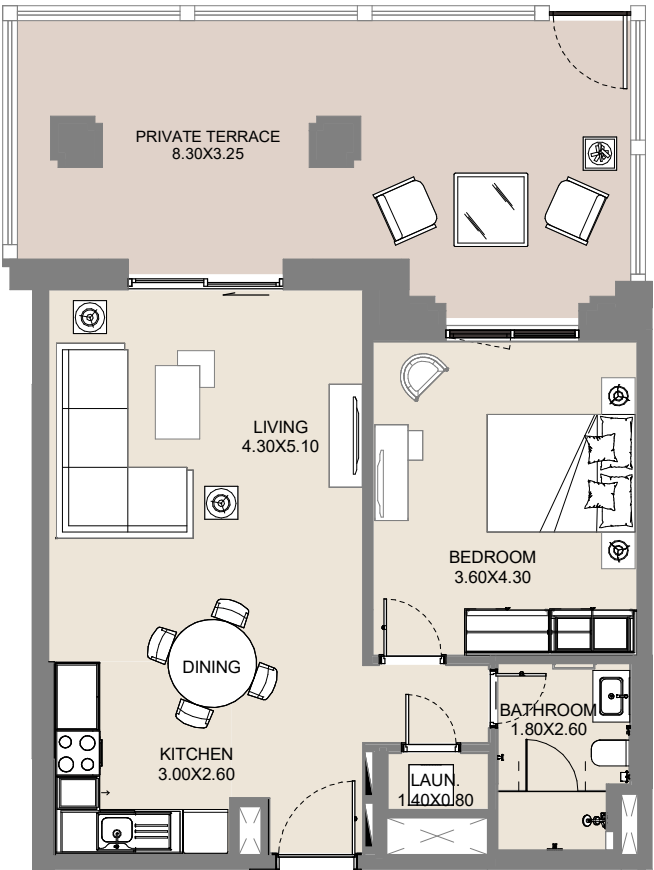 PRIVATE TERRACE
8.30X3.25
LIVING
4.30X5.10
BEDROOM
3.60X4.30
DINING
BATHROOM
1.80X2.60
KITCHEN
3.00X2.60
LAUN.
1.40X0.80